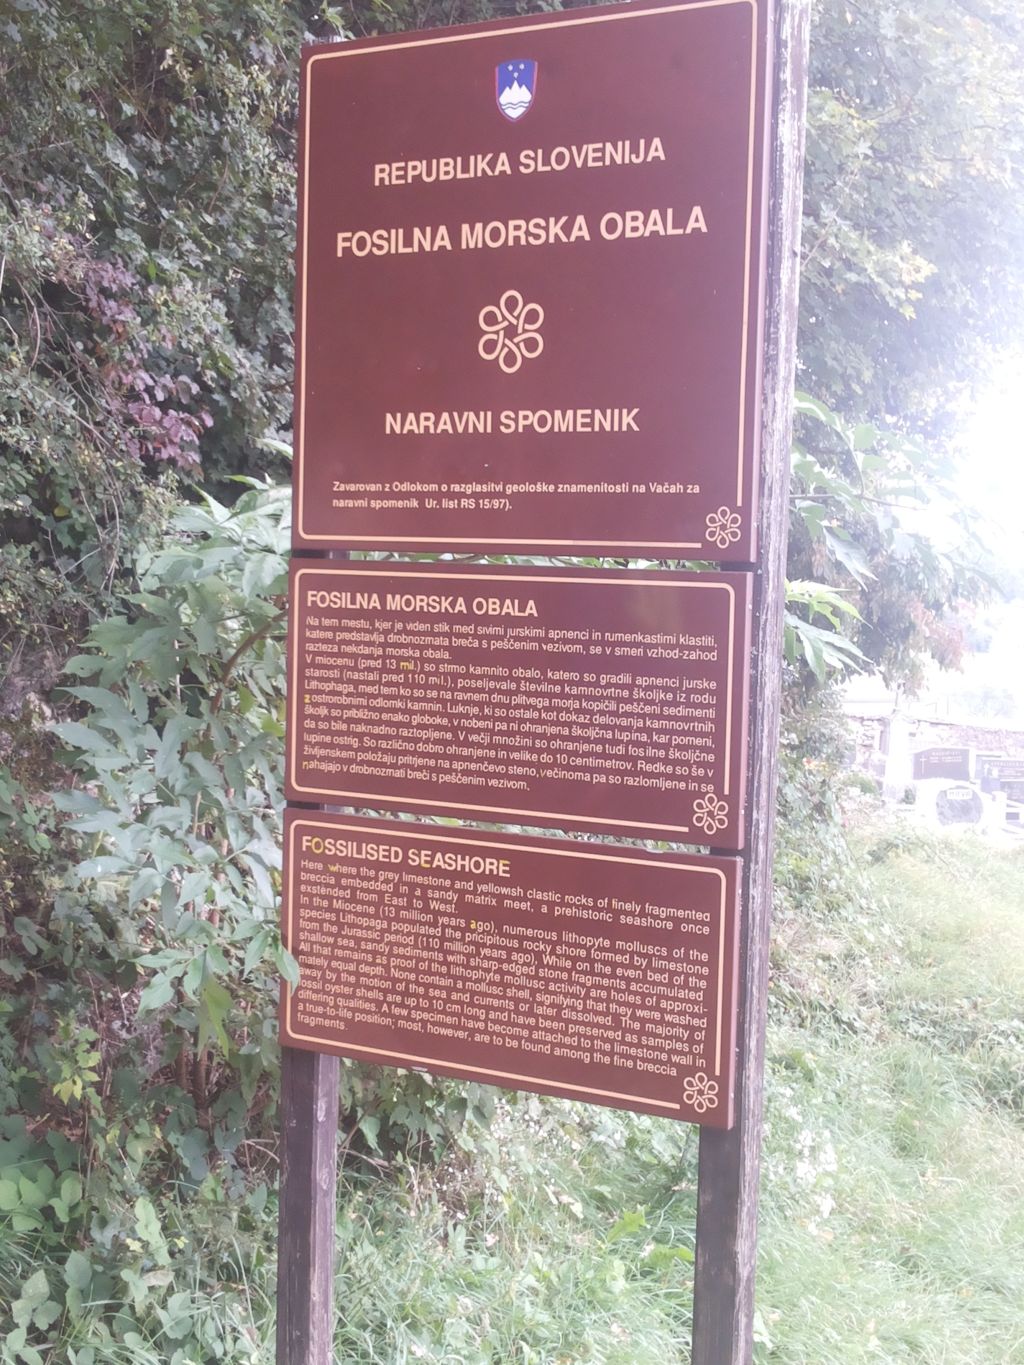 REPUBLIKA SLOVENIJA
FOSILNA MORSKA OBALA
NARAVNI SPOMENIK
Zavarovan z Odlokom o razglasitvi geološke znamenitosti na Vačah za
naravni spomenik Ur. list RS 15/97).
FOSILNA MORSKA OBALA
Na tem mestu, kjer je viden stik med sivimi jurskimi apnenci in rumenkastimi klastiti,
katere predstavlja drobnozrnata breča s peščenim vezivom, se v smeri vzhod-zahod
razteza nekdanja morska obala.
V miocenu (pred 13 mil.) so strmo kamnito obalo, katero so gradili apnenci jurske
starosti (nastali pred 110 mil.), poseljevale številne kamnovrtne školjke iz rodu
Lithophaga, med tem ko so se na ravnem dnu plitvega morja kopičili peščeni sedimenti
z ostrorobnimi odlomki kamnin. Luknje, ki so ostale kot dokaz delovanja kamnovrtnih
školjk so približno enako globoke, v nobeni pa ni ohranjena školjčna lupina, kar pomeni,
da so bile naknadno raztopljene. V večji množini so ohranjene tudi fosilne školjčne
lupine ostrig. So različno dobro ohranjene in velike do 10 centimetrov. Redke so še v
življenskem položaju pritrjene na apnenčevo steno, večinoma pa so razlomljene in se
nahajajo v drobnozrnati breči s peščenim vezivom.
FOSSILISED SEASHORE
Here where the grey limestone and yellowish clastic rocks of finely fragmented
breccia embedded in a sandy matrix meet, a prehistoric seashore once
exstended from East to West.
In the Miocene (13 million years ago), numerous lithopyte molluscs of the
species Lithopaga populated the pricipitous rocky shore formed by limestone
from the Jurassic period (110 million years ago). While on the even bed of the
shallow sea, sandy sediments with sharp-edged stone fragments accumulated
All that remains as proof of the lithophyte mollusc activity are holes of approxi-
mately equal depth. None contain a mollusc shell, signifying that they were washed
away by the motion of the sea and currents or later dissolved. The majority of
ossil oyster shells are up to 10 cm long and have been preserved as samples of
differing qualities. A few specimen have become attached to the limestone wall in
a true-to-life position; most, however, are to be found among the fine breccia
fragments.